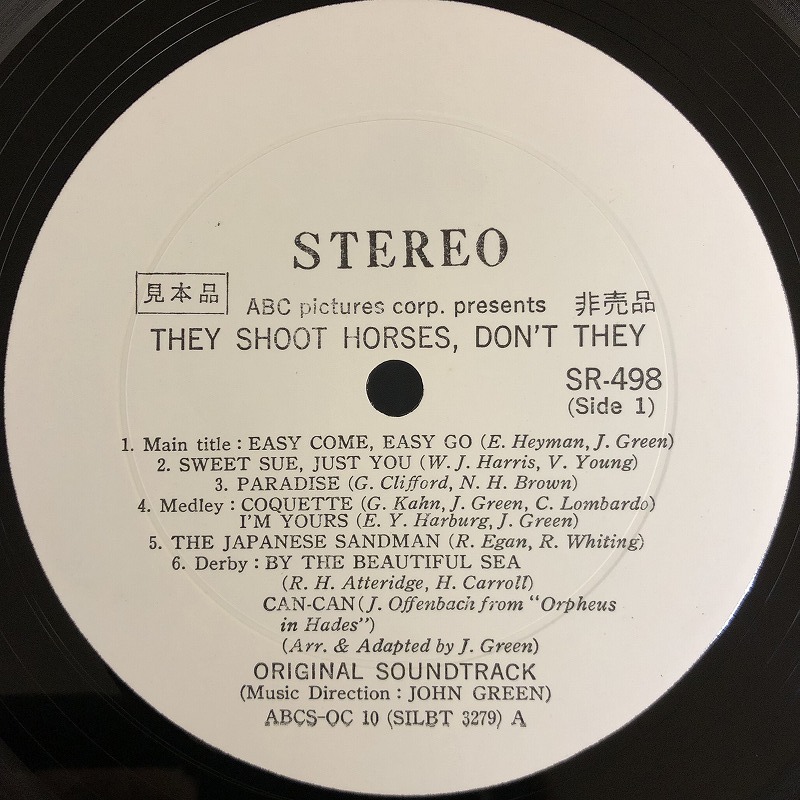 STEREO
見本品 ABC pictures corp. presents 非売品
THEY SHOOT HORSES, DON'T THEY
SR-498
(Side 1)
1. Main title : EASY COME, EASY GO (E. Heyman, J. Green)
2. SWEET SUE, JUST YOU (W. J. Harris, V. Young)
3. PARADISE (G. Clifford, N. H. Brown)
4. Medley : COQUETTE (G. Kahn, J. Green, C. Lombardo)
I'M YOURS (E. Y. Harburg, J. Green)
5. THE JAPANESE SANDMAN (R. Egan, R. Whiting)
6. Derby : BY THE BEAUTIFUL SEA
(R. H. Atteridge, H. Carroll)
CAN-CAN (J. Offenbach from "Orpheus
in Hades")
(Arr. & Adapted by J. Green)
ORIGINAL SOUNDTRACK
(Music Direction : JOHN GREEN)
ABCS-OC 10 (SILBT 3279) A